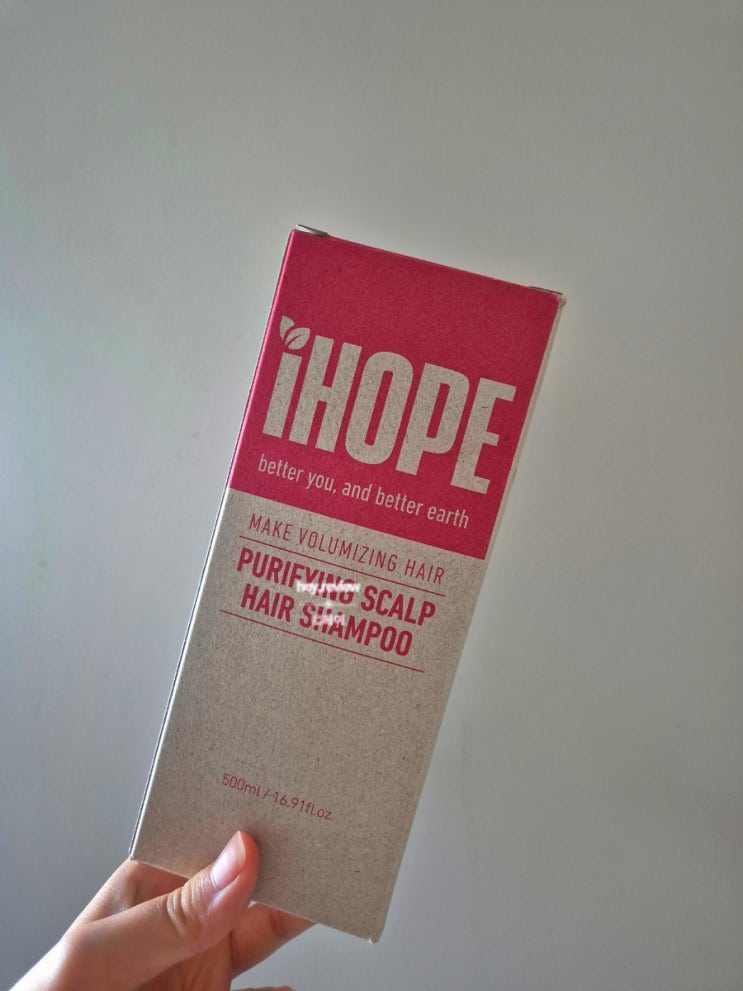 iHOPE
better you, and better earth
MAKE VOLUMIZING HAIR
PURIFYING SCALP
HAIR SHAMPOO
500ml / 16.91fl.oz.